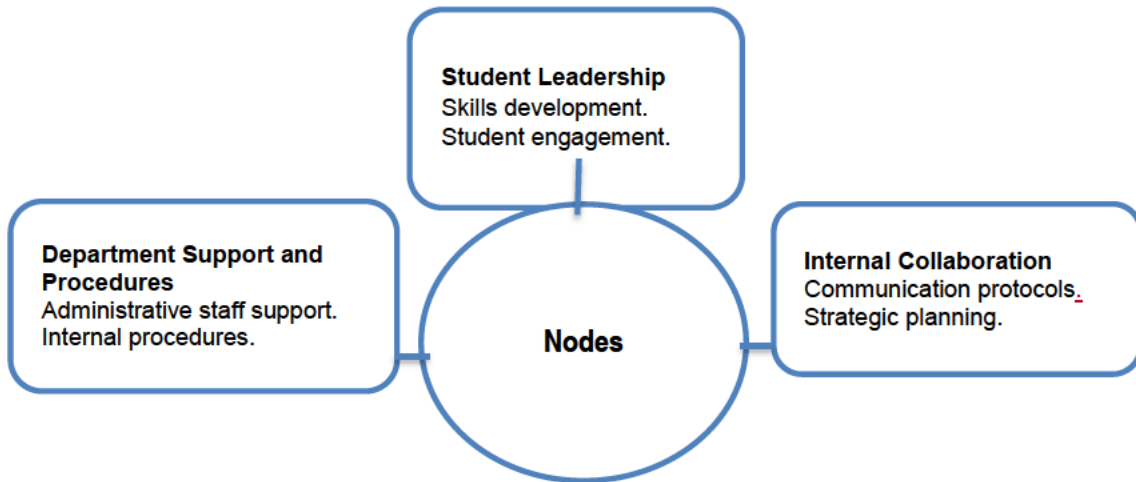 Student Leadership
Skills development.
Student engagement.
Department Support and
Procedures
Administrative staff support.
Internal procedures.
Nodes
Internal Collaboration
Communication protocols.
Strategic planning.